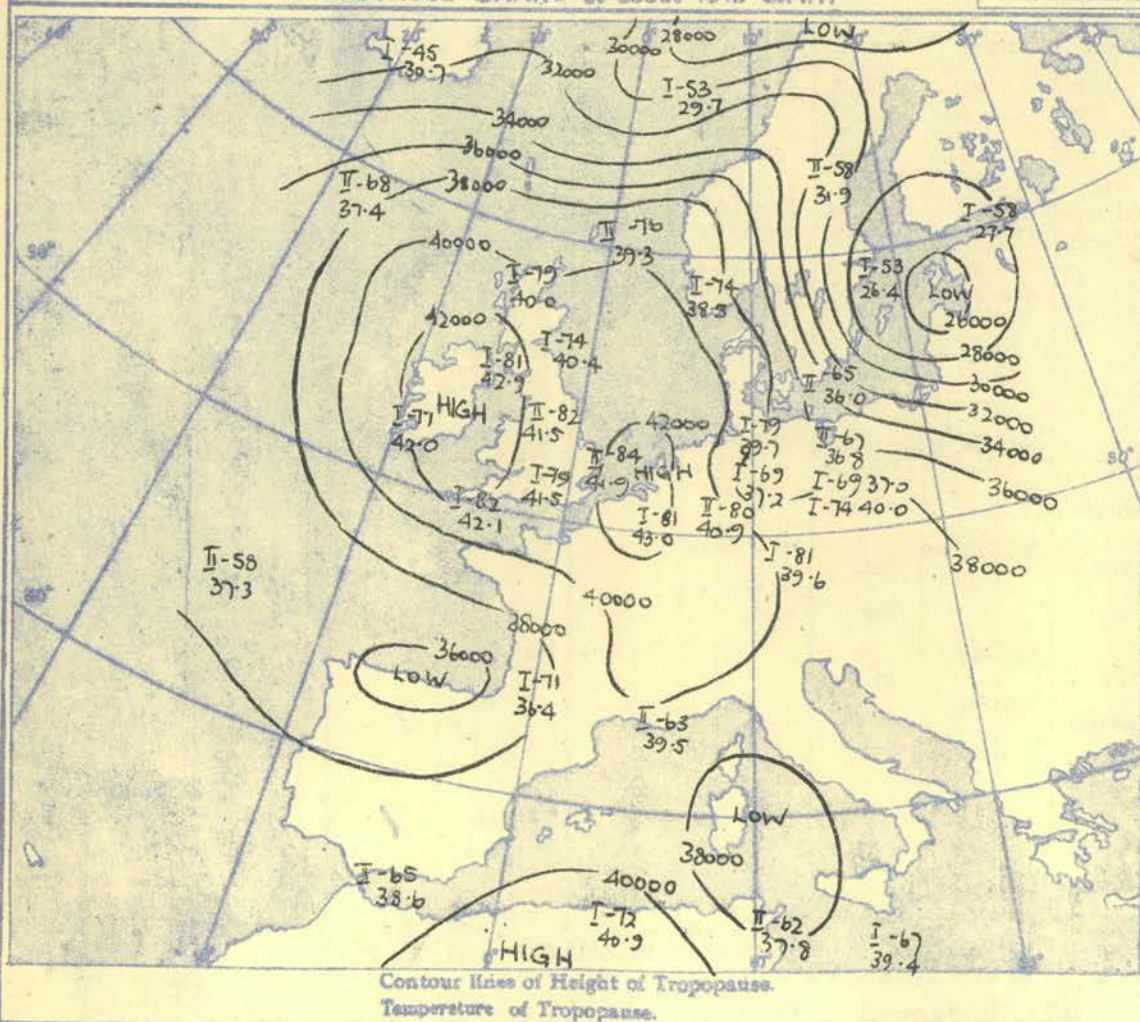 LOW
28000
30000
I -45
30.7
32000
I -53
29.7
34000
36000
38000
II -68
37.4
II -58
31.9
I -58
27.7
40000
39.3
I -79
40.0
I -74
I -53
26.4
LOW
26000
42000
I -74
40.4
I -81
42.9
28000
II -65
36.0
30000
HIGH
I -77
42.0
II -82
41.5
42000
I -79
39.7
32000
II -67
36.8
34000
II -84
41.9
HIGH
I -69
37.2
I -79
41.5
I -69 37.0
36000
I -82
42.1
I -81
43.0
II -80
40.9
I -74 40.0
50°
II -58
37.3
I -81
39.6
38000
40000
38000
36000
LOW
I -71
36.4
II -63
39.5
LOW
38000
38.6
40000
I -72
40.9
II -62
37.8
I -67
39.4
HIGH
Contour lines of Height of Tropopause.
Temperature of Tropopause.